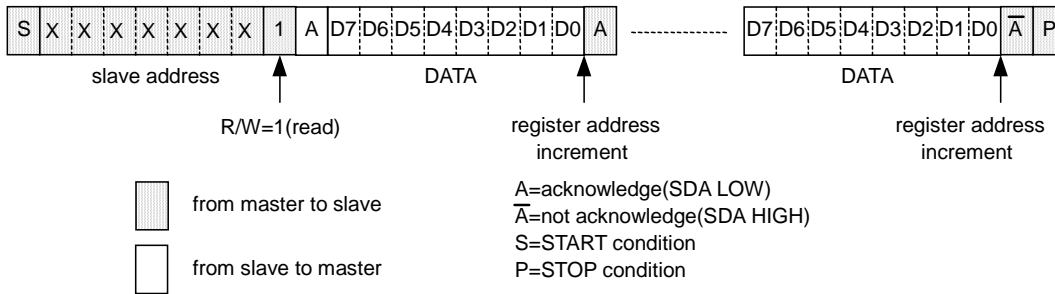 S X X X X X X X 1 A D7 D6 D5 D4 D3 D2 D1 D0 A D7 D6 D5 D4 D3 D2 D1 D0 A̅ P
slave address DATA DATA
R/W=1(read) register address increment register address increment
from master to slave
from slave to master
A=acknowledge(SDA LOW)
A̅=not acknowledge(SDA HIGH)
S=START condition
P=STOP condition